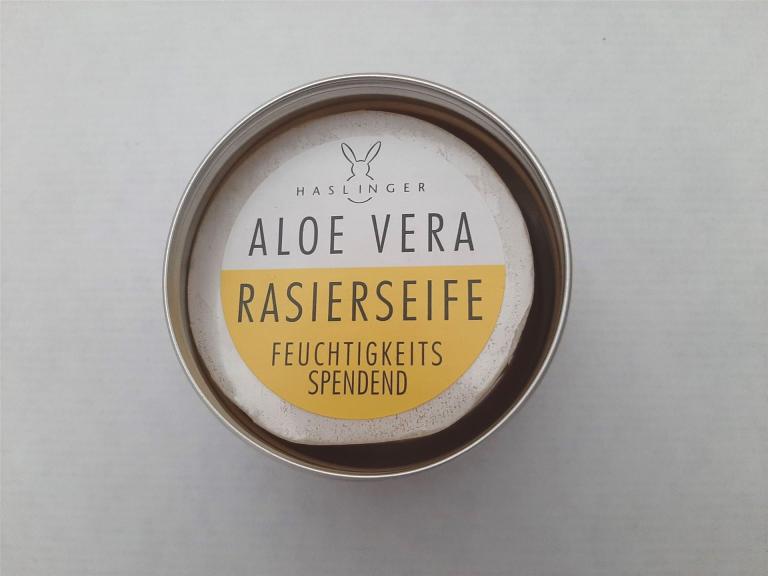 HASLINGER
ALOE VERA
RASIERSEIFE
FEUCHTIGKEITS
SPENDEND